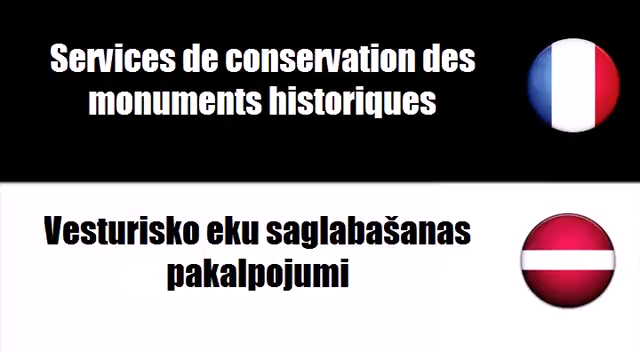 Services de conservation des
monuments historiques
Vesturisko eku saglabašanas
pakalpojumi